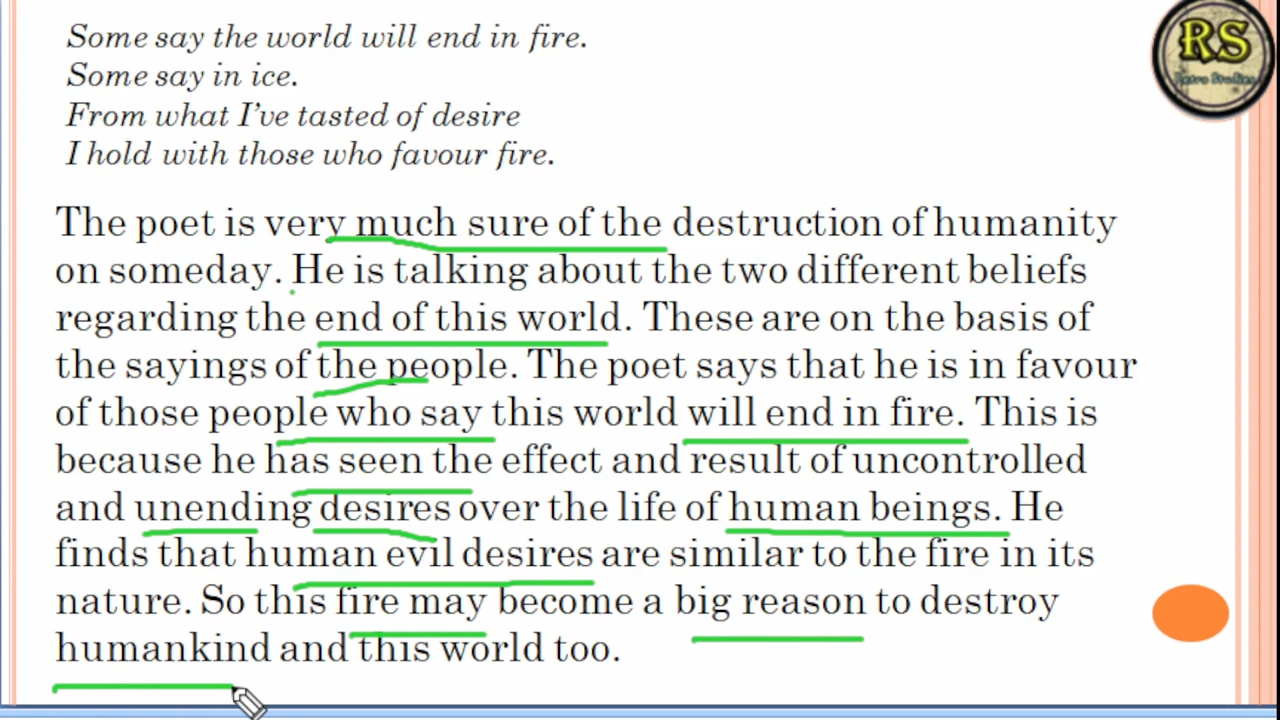 Some say the world will end in fire.
Some say in ice.
From what I've tasted of desire
I hold with those who favour fire.
RS
Retro Studies
The poet is very much sure of the destruction of humanity
on someday. He is talking about the two different beliefs
regarding the end of this world. These are on the basis of
the sayings of the people. The poet says that he is in favour
of those people who say this world will end in fire. This is
because he has seen the effect and result of uncontrolled
and unending desires over the life of human beings. He
finds that human evil desires are similar to the fire in its
nature. So this fire may become a big reason to destroy
humankind and this world too.